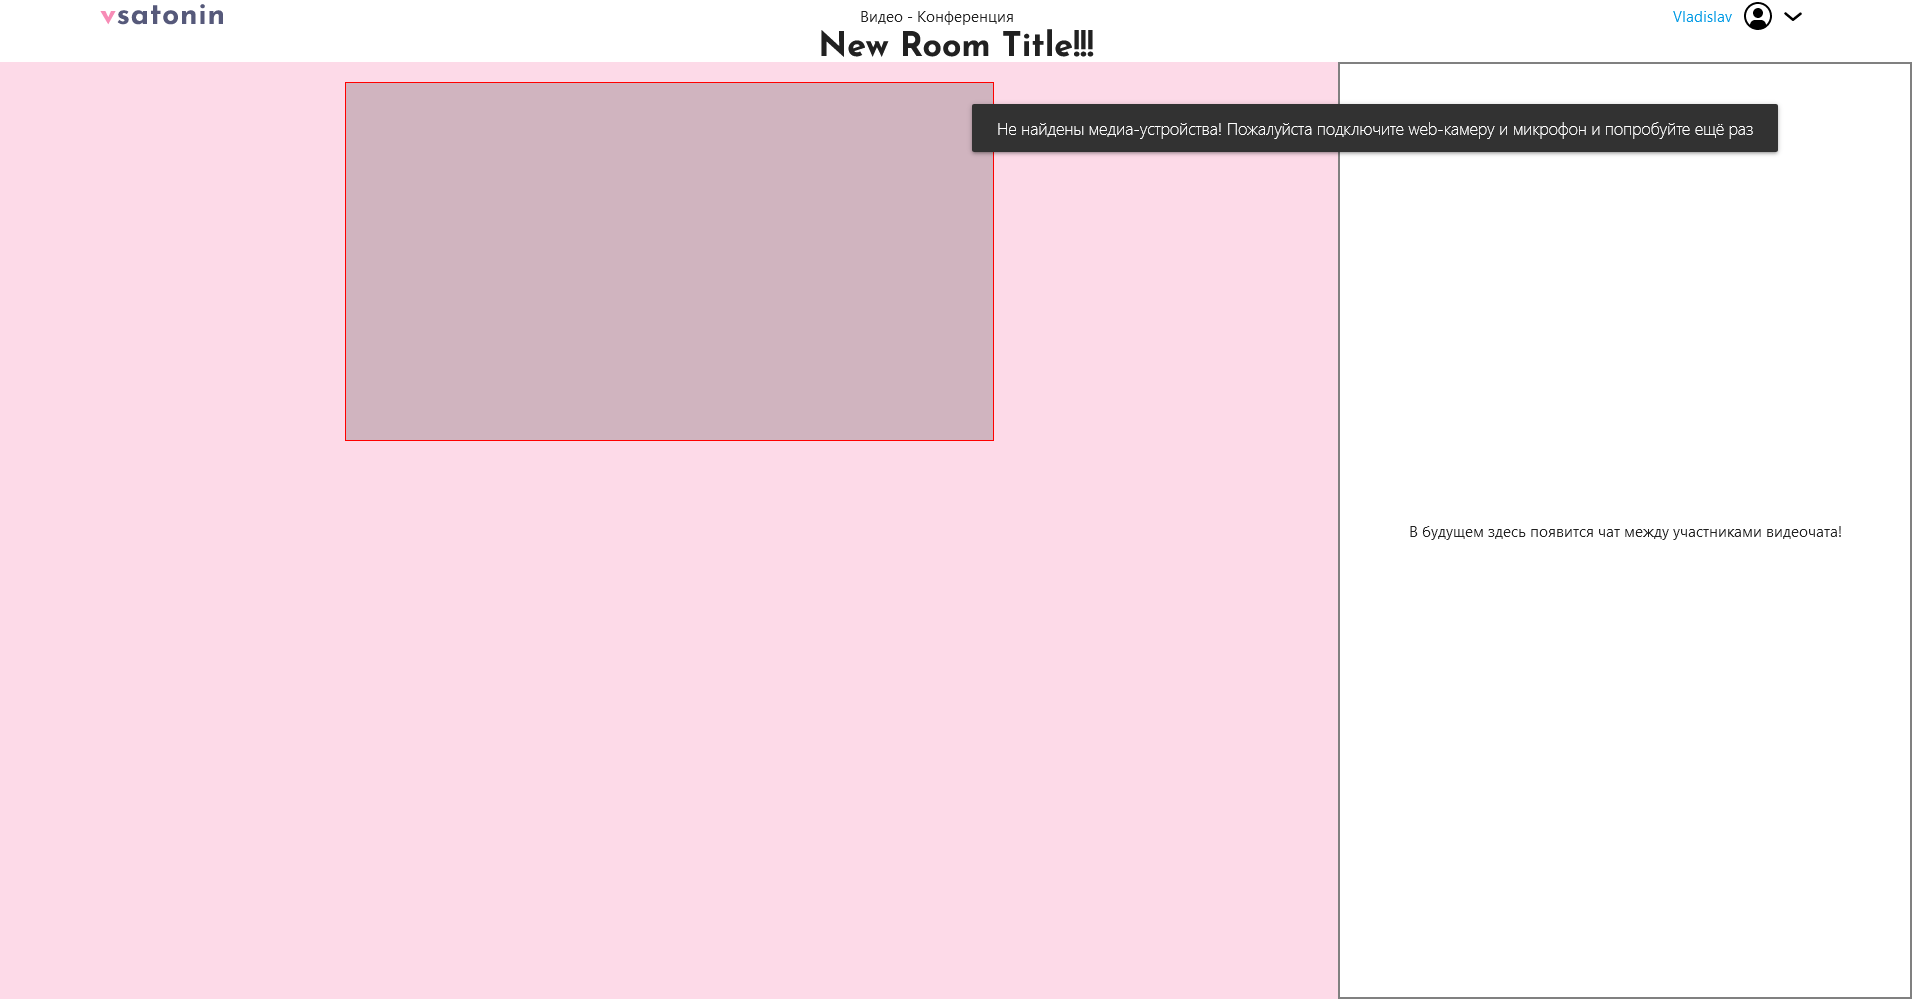 vsatonin
Видео - Конференция
Vladislav
New Room Title!!!
Не найдены медиа-устройства! Пожалуйста подключите web-камеру и микрофон и попробуйте ещё раз
В будущем здесь появится чат между участниками видеочата!